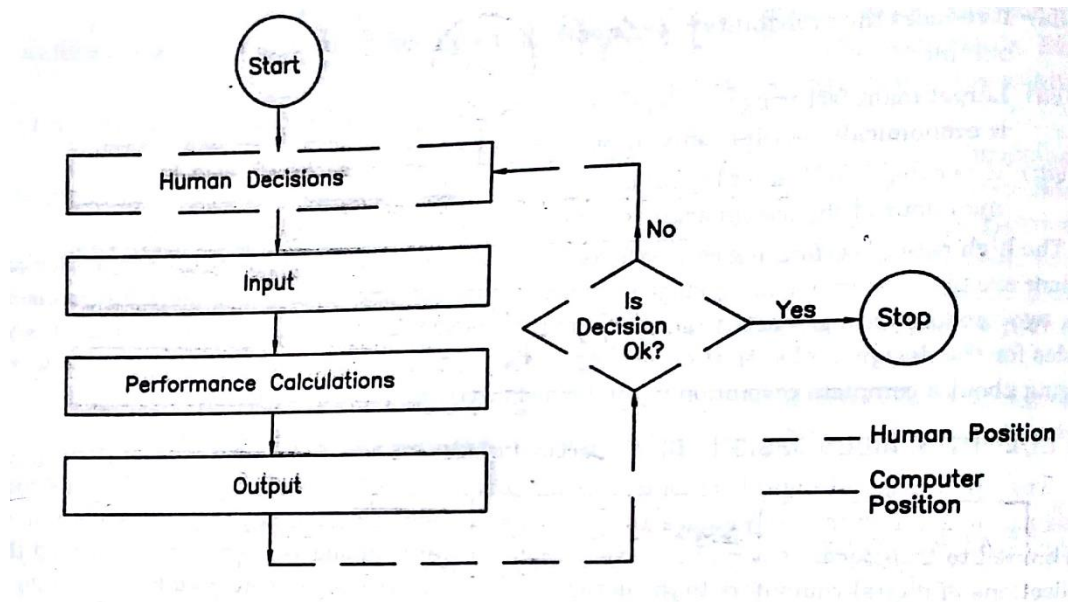 Start
Human Decisions
Input
Performance Calculations
Output
No
Is
Decision
Ok?
Yes
Stop
Human Position
Computer
Position